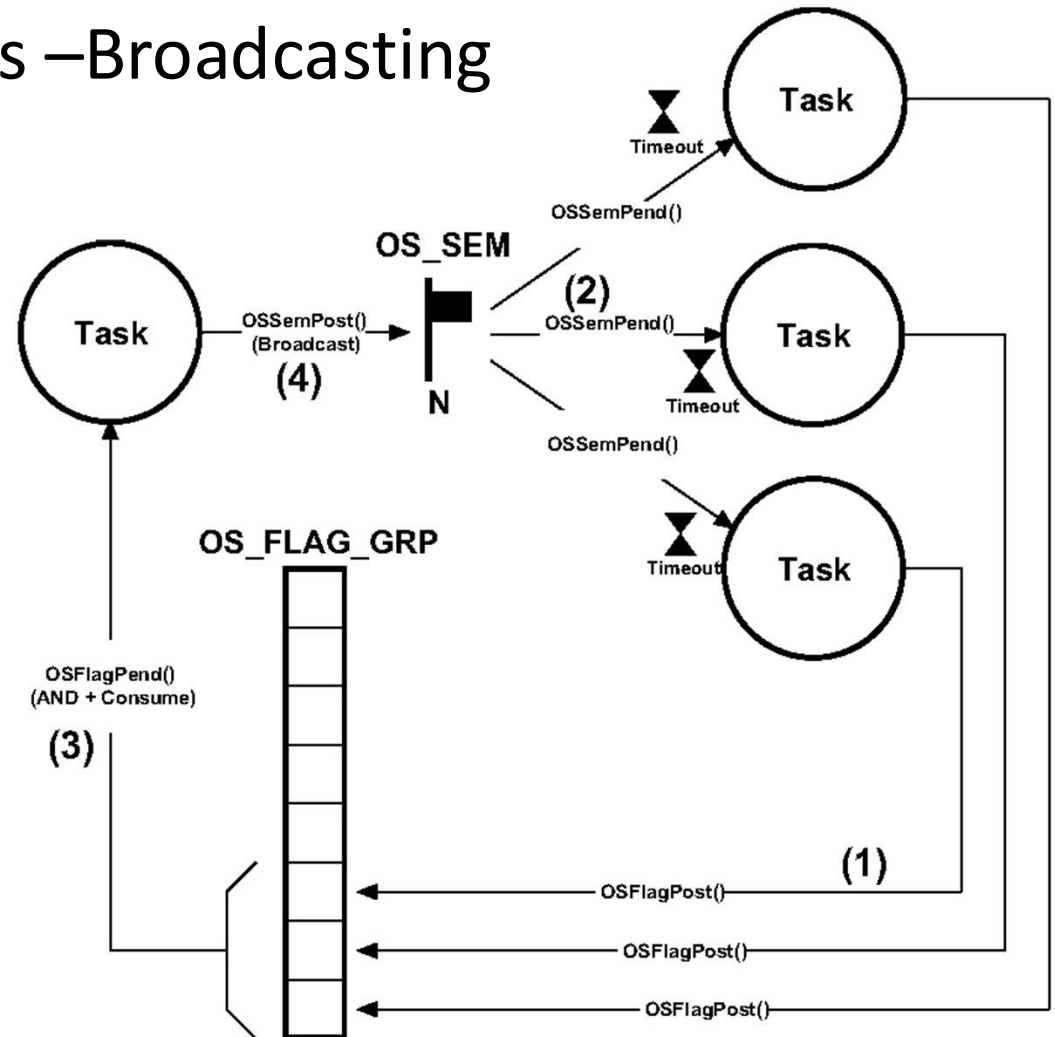 s –Broadcasting
Task
Timeout
OSSemPend()
OS_SEM
(2)
Task
OSSemPost()
(Broadcast)
(4)
OSSemPend()
Task
Timeout
N
OSSemPend()
OS_FLAG_GRP
Timeout
Task
OSFlagPend()
(AND + Consume)
(3)
(1)
OSFlagPost()
OSFlagPost()
OSFlagPost()